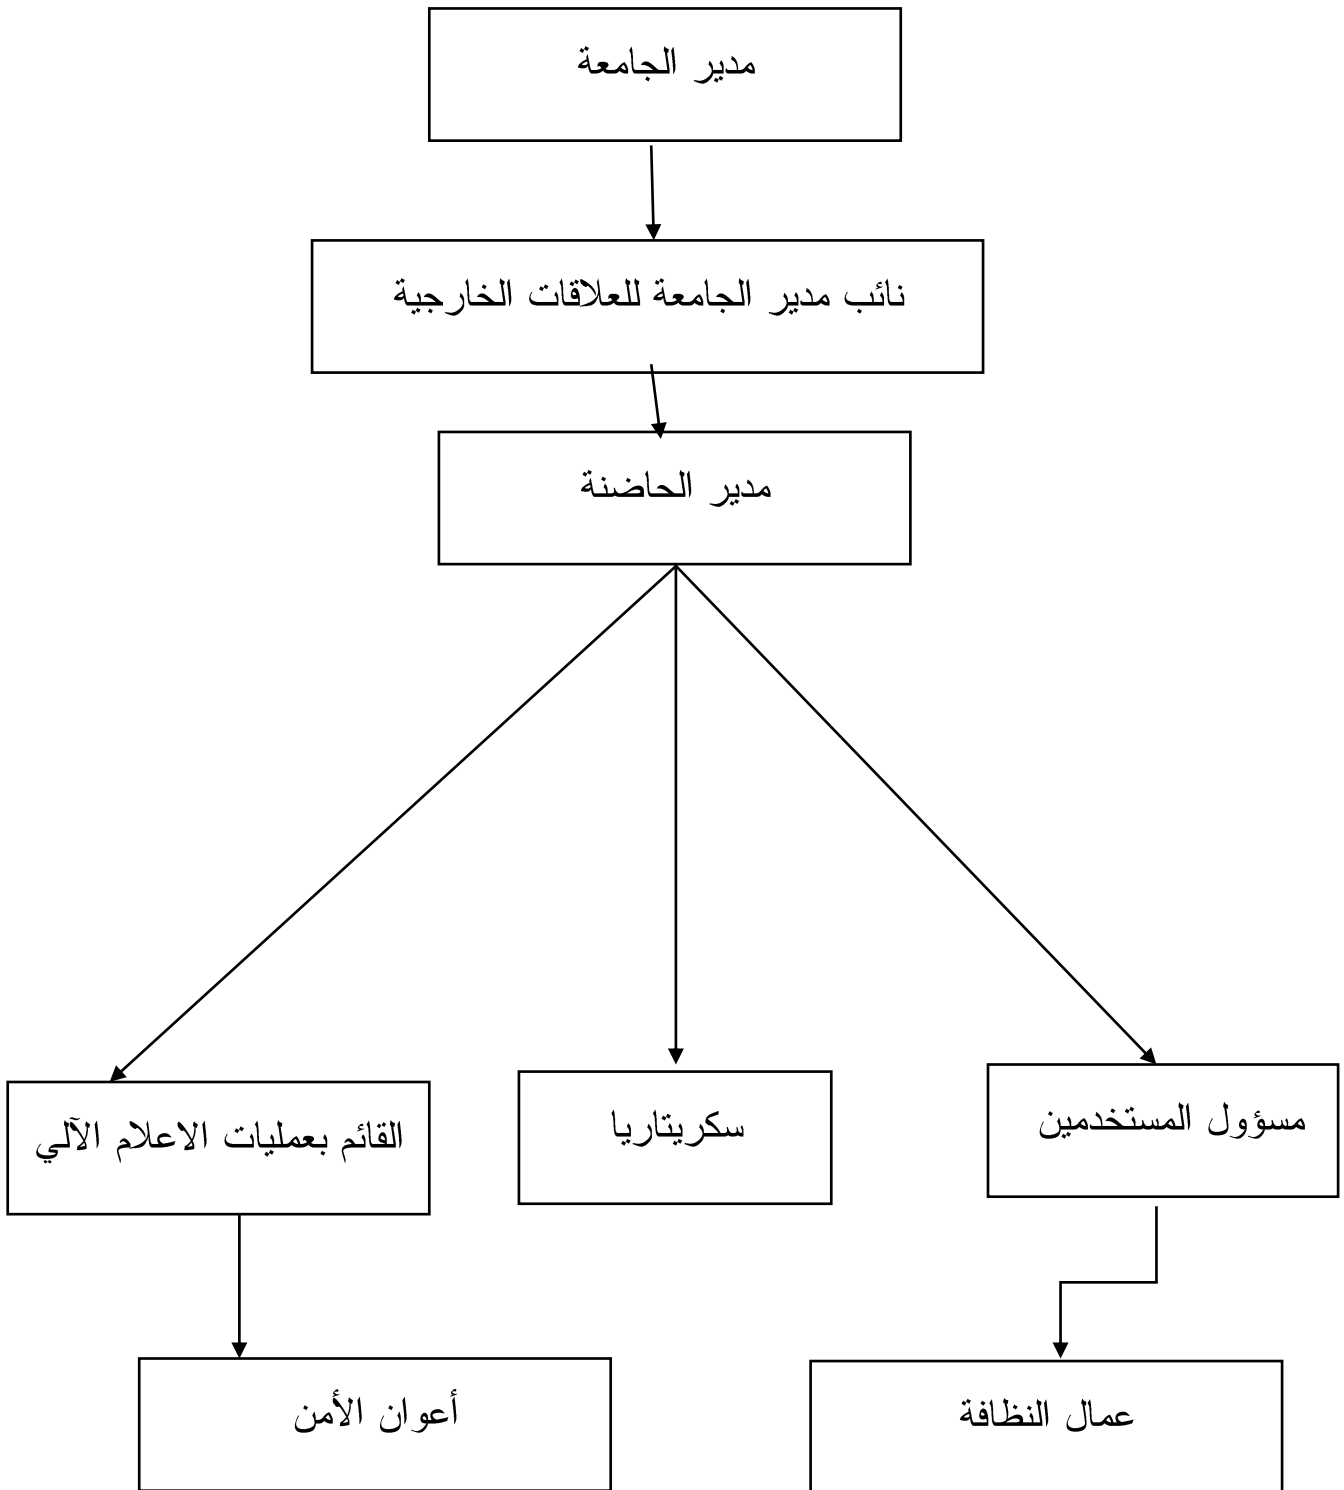 مدير الجامعة
نائب مدير الجامعة للعلاقات الخارجية
مدير الحاضنة
مسؤول المستخدمين
سكريتاريا
القائم بعمليات الاعلام الآلي
عمال النظافة
أعوان الأمن